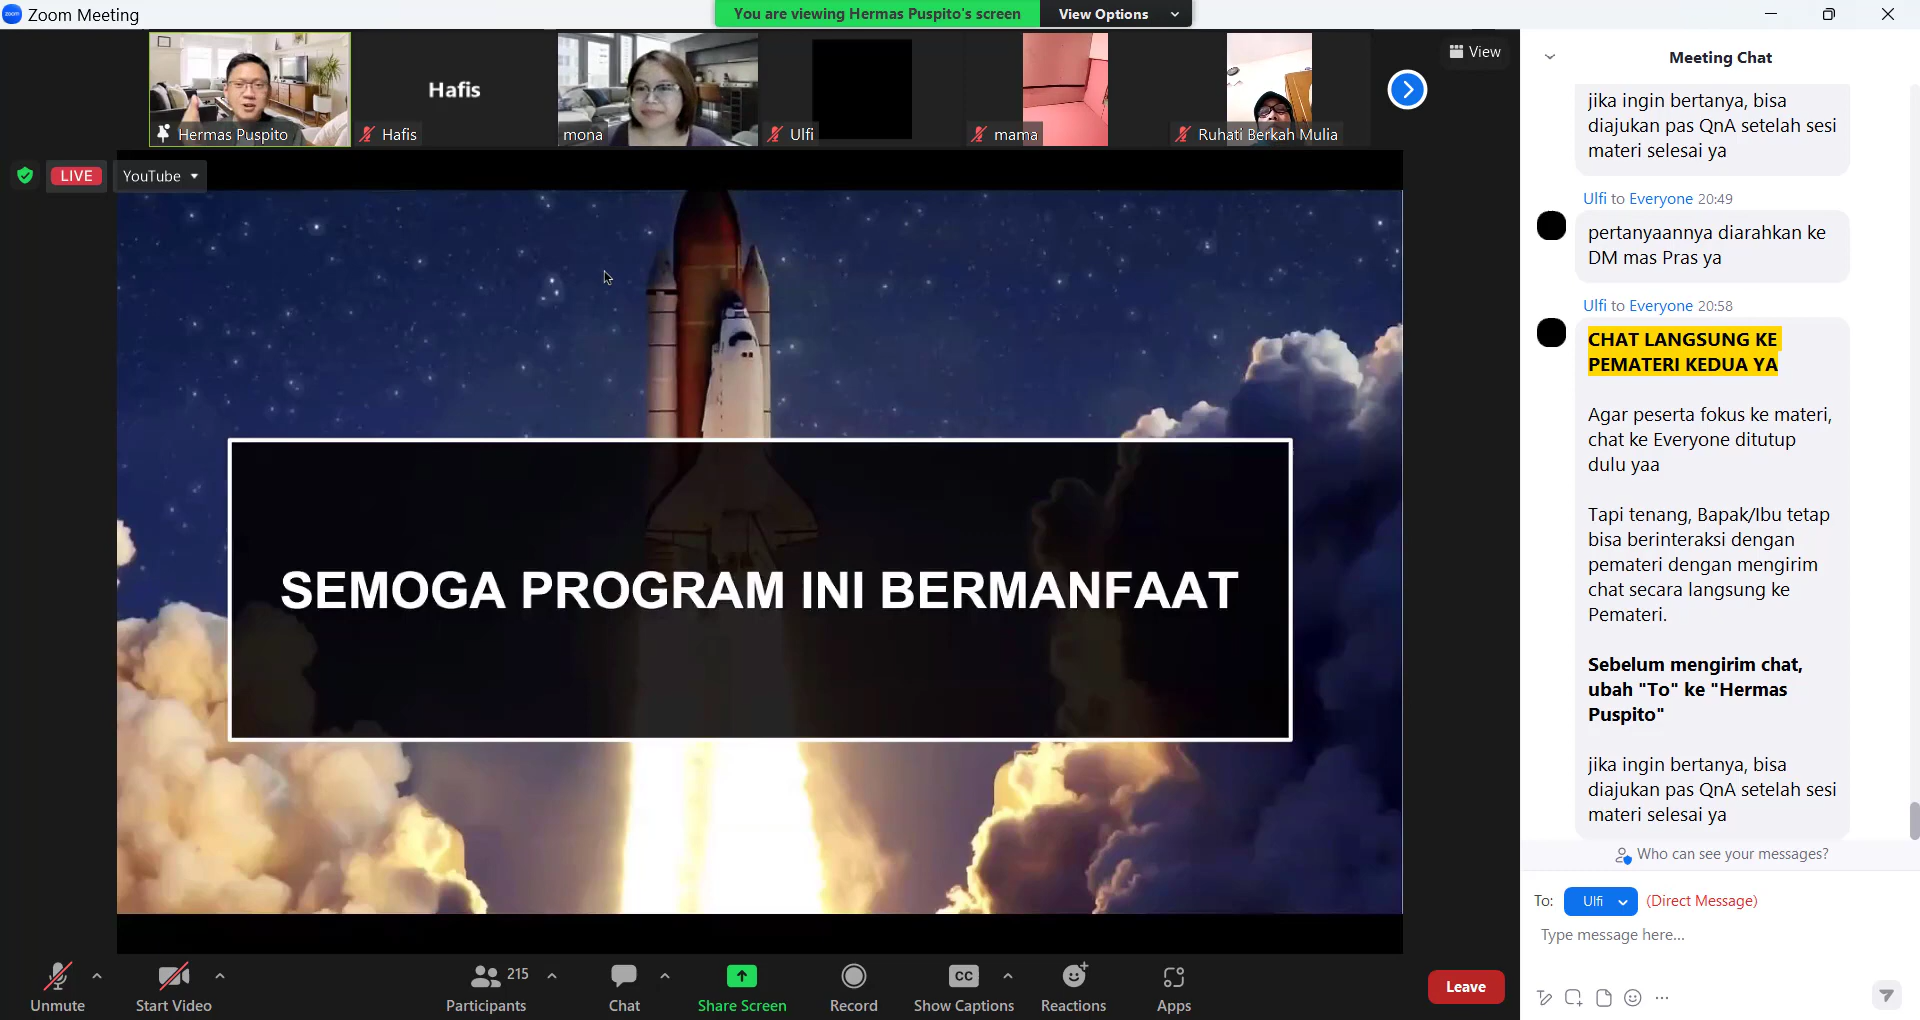 zoom
Zoom Meeting
You are viewing Hermas Puspito's screen
View Options
Hermas Puspito
Hafis
Hafis
mona
Ulfi
mama
Ruhati Berkah Mulia
View
LIVE
YouTube
SEMOGA PROGRAM INI BERMANFAAT
Unmute
Start Video
215
Participants
Chat
Share Screen
Record
CC
Show Captions
Reactions
Apps
Leave
Meeting Chat
jika ingin bertanya, bisa
diajukan pas QnA setelah sesi
materi selesai ya
Ulfi to Everyone 20:49
pertanyaannya diarahkan ke
DM mas Pras ya
Ulfi to Everyone 20:58
CHAT LANGSUNG KE
PEMATERI KEDUA YA
Agar peserta fokus ke materi,
chat ke Everyone ditutup
dulu yaa
Tapi tenang, Bapak/Ibu tetap
bisa berinteraksi dengan
pemateri dengan mengirim
chat secara langsung ke
Pemateri.
Sebelum mengirim chat,
ubah "To" ke "Hermas
Puspito"
jika ingin bertanya, bisa
diajukan pas QnA setelah sesi
materi selesai ya
Who can see your messages?
To: Ulfi (Direct Message)
Type message here...